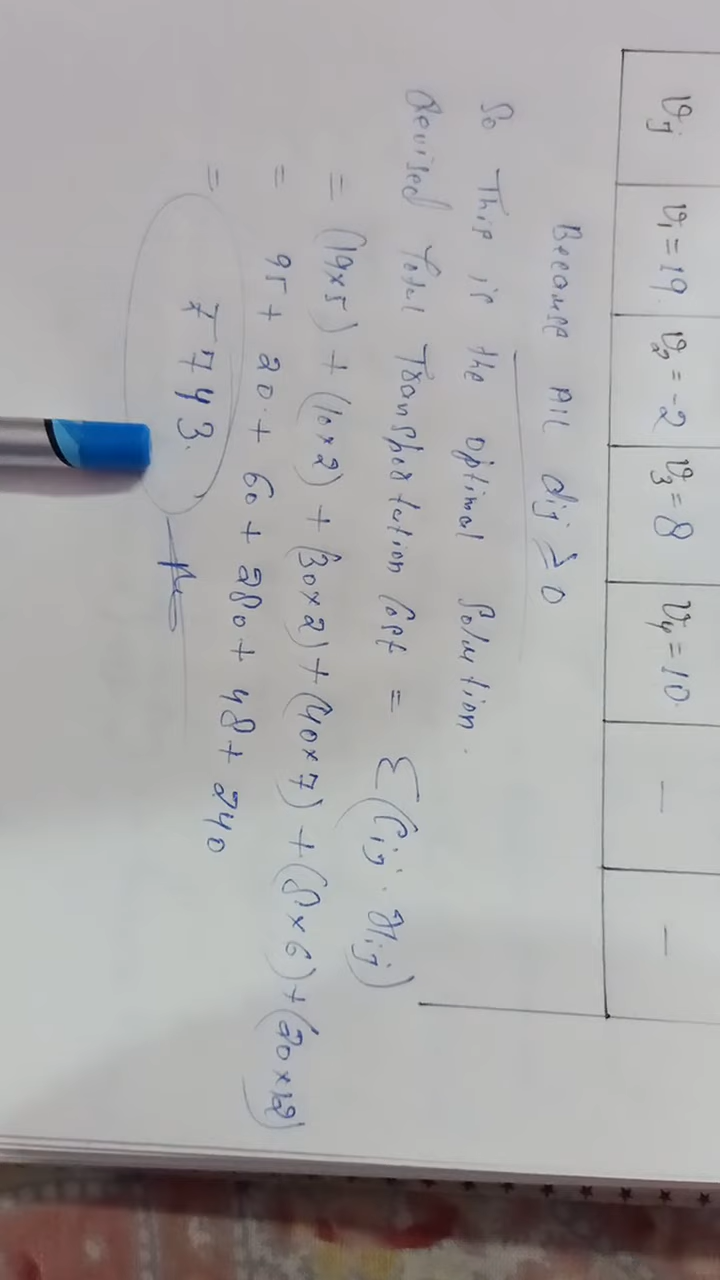 vj v1 = 19. v2 = -2 v3 = 8 v4 = 10. — —
Because All dij ≥ 0
So This is the optimal Solution.
Revised Total Transportation Cost = Σ(Cij · xij)
= (19×5) + (10×2) + (30×2) + (40×7) + (8×6) + (20×12)
= 95 + 20 + 60 + 280 + 48 + 240
= ₹ 743.